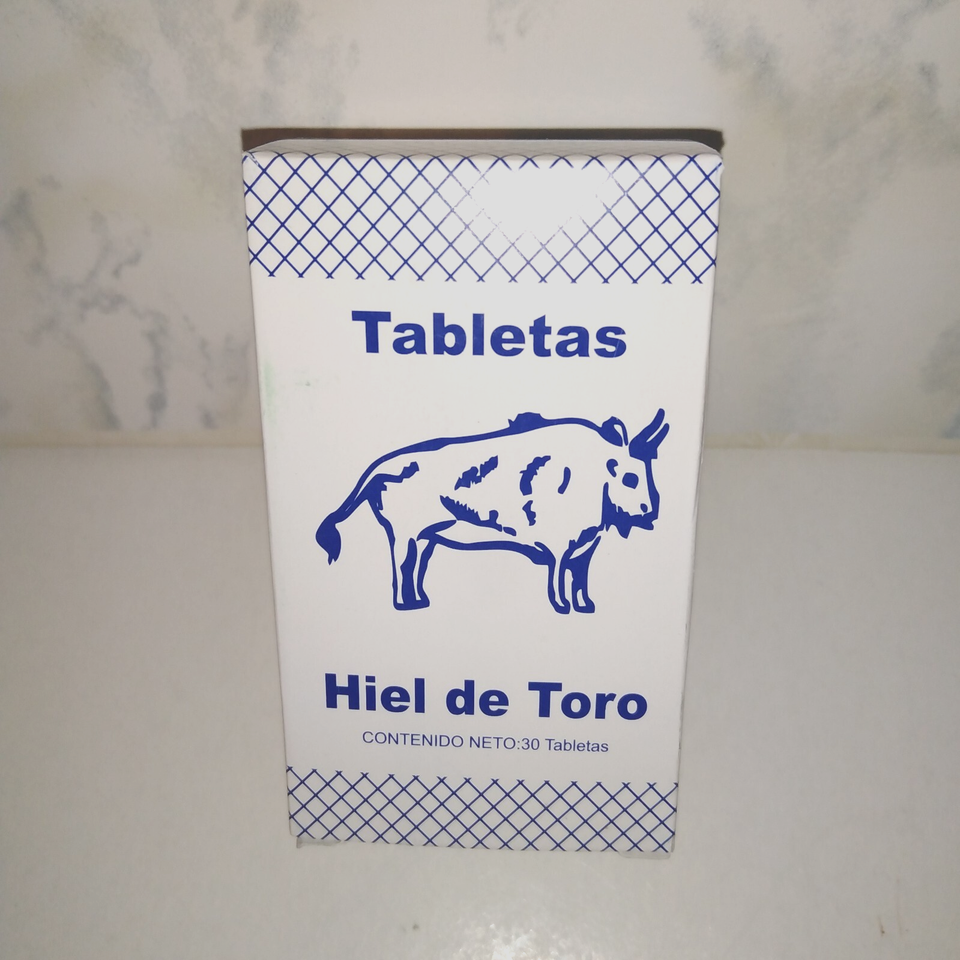 Tabletas
Hiel de Toro
CONTENIDO NETO:30 Tabletas